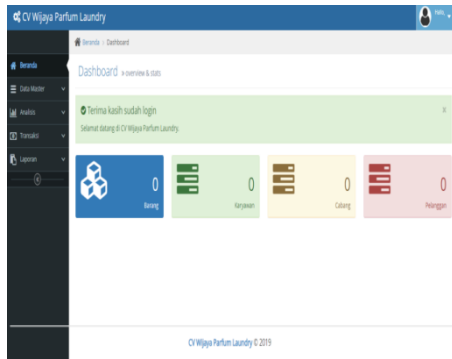 CV Wijaya Parfum Laundry
Hello,
Beranda > Dashboard
Beranda
Data Master
Analisis
Transaksi
Laporan
Dashboard » overview & stats
Terima kasih sudah login ×
Selamat datang di CV Wijaya Parfum Laundry.
0 Barang
0 Karyawan
0 Cabang
0 Pelanggan
CV Wijaya Parfum Laundry © 2019